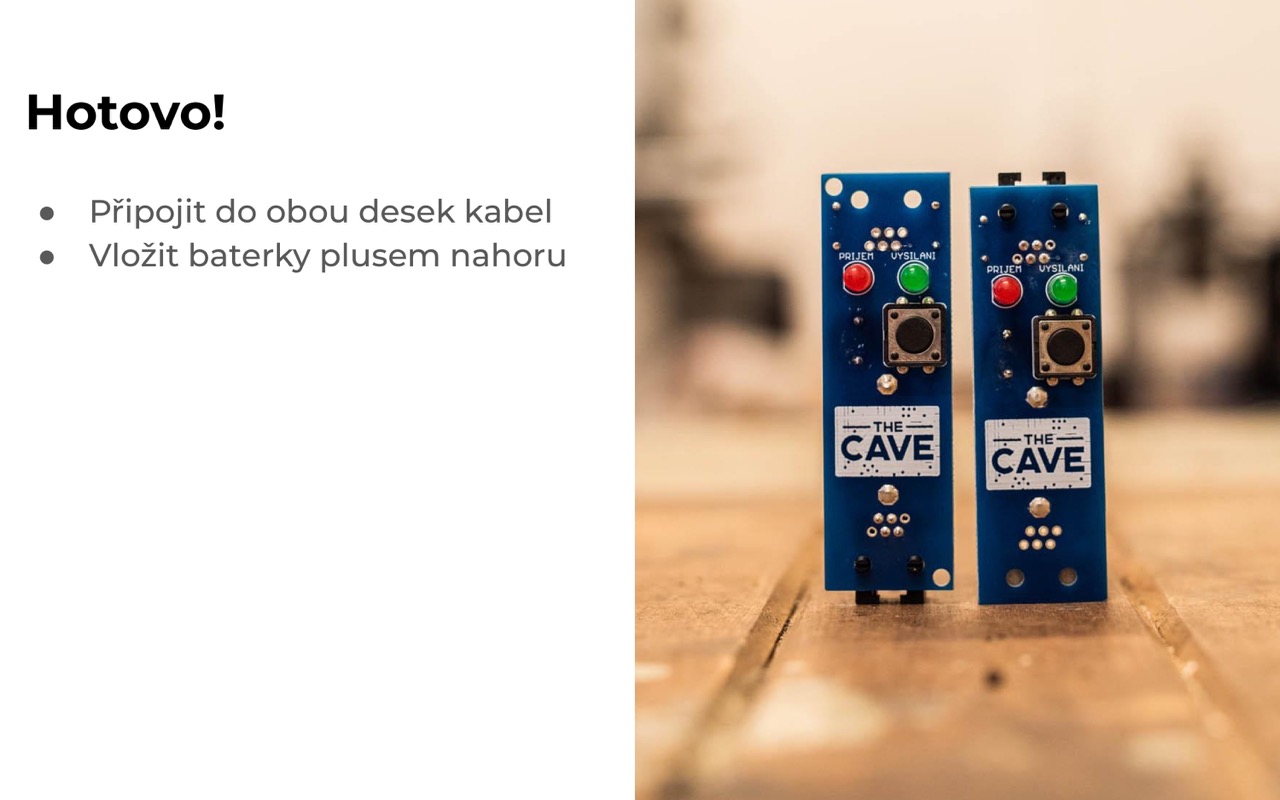 Hotovo!
Připojit do obou desek kabel
Vložit baterky plusem nahoru
PRIJEM VYSILANI
THE
CAVE
PRIJEM VYSILANI
THE
CAVE